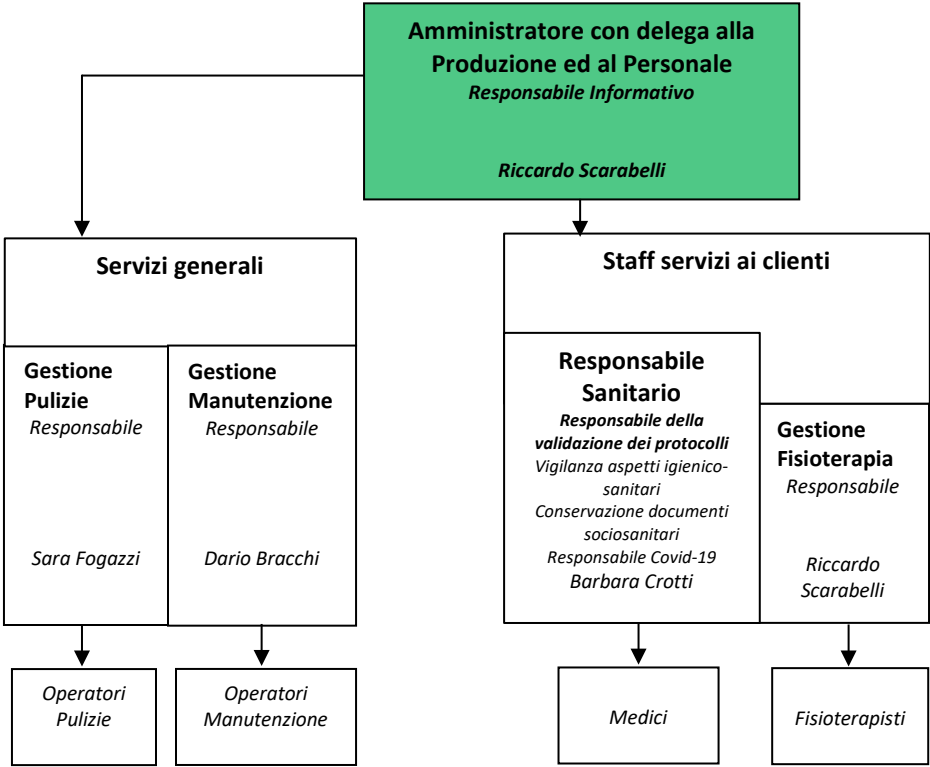 Amministratore con delega alla
Produzione ed al Personale
Responsabile Informativo
Riccardo Scarabelli
Servizi generali
Gestione
Pulizie
Responsabile
Sara Fogazzi
Gestione
Manutenzione
Responsabile
Dario Bracchi
Operatori
Pulizie
Operatori
Manutenzione
Staff servizi ai clienti
Responsabile
Sanitario
Responsabile della
validazione dei protocolli
Vigilanza aspetti igienico-
sanitari
Conservazione documenti
sociosanitari
Responsabile Covid-19
Barbara Crotti
Gestione
Fisioterapia
Responsabile
Riccardo
Scarabelli
Medici
Fisioterapisti